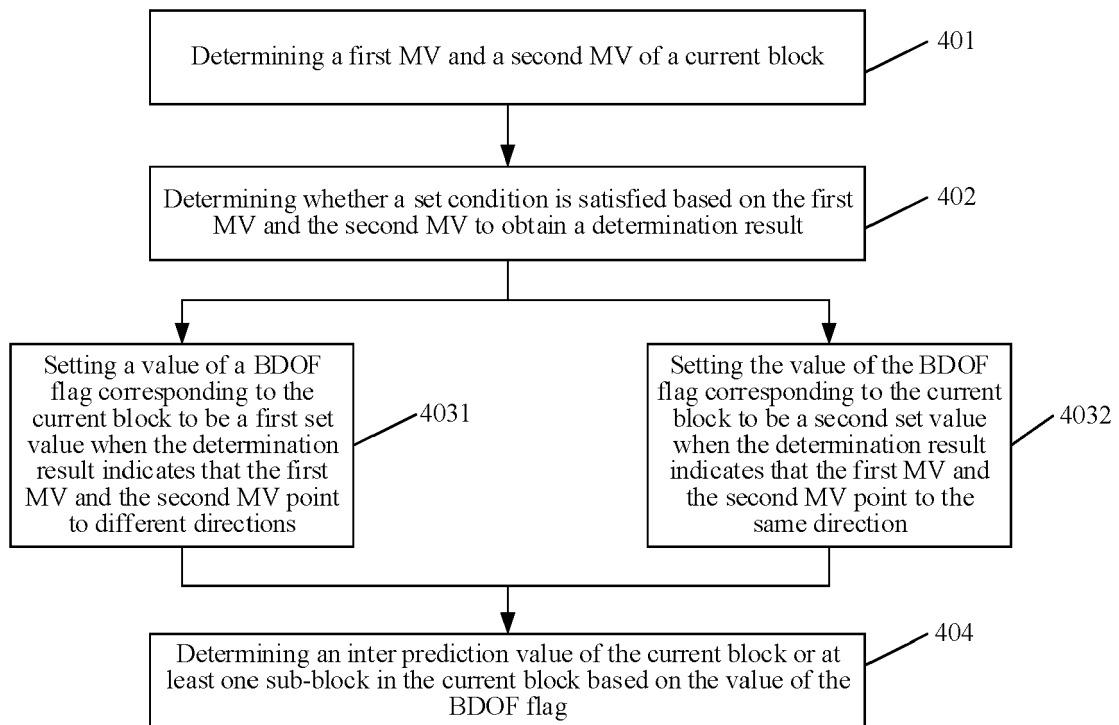 Determining a first MV and a second MV of a current block
401
Determining whether a set condition is satisfied based on the first
MV and the second MV to obtain a determination result
402
Setting a value of a BDOF
flag corresponding to the
current block to be a first set
value when the determination
result indicates that the first
MV and the second MV point
to different directions
4031
Setting the value of the BDOF
flag corresponding to the current
block to be a second set value
when the determination result
indicates that the first MV and
the second MV point to the
same direction
4032
Determining an inter prediction value of the current block or at
least one sub-block in the current block based on the value of the
BDOF flag
404